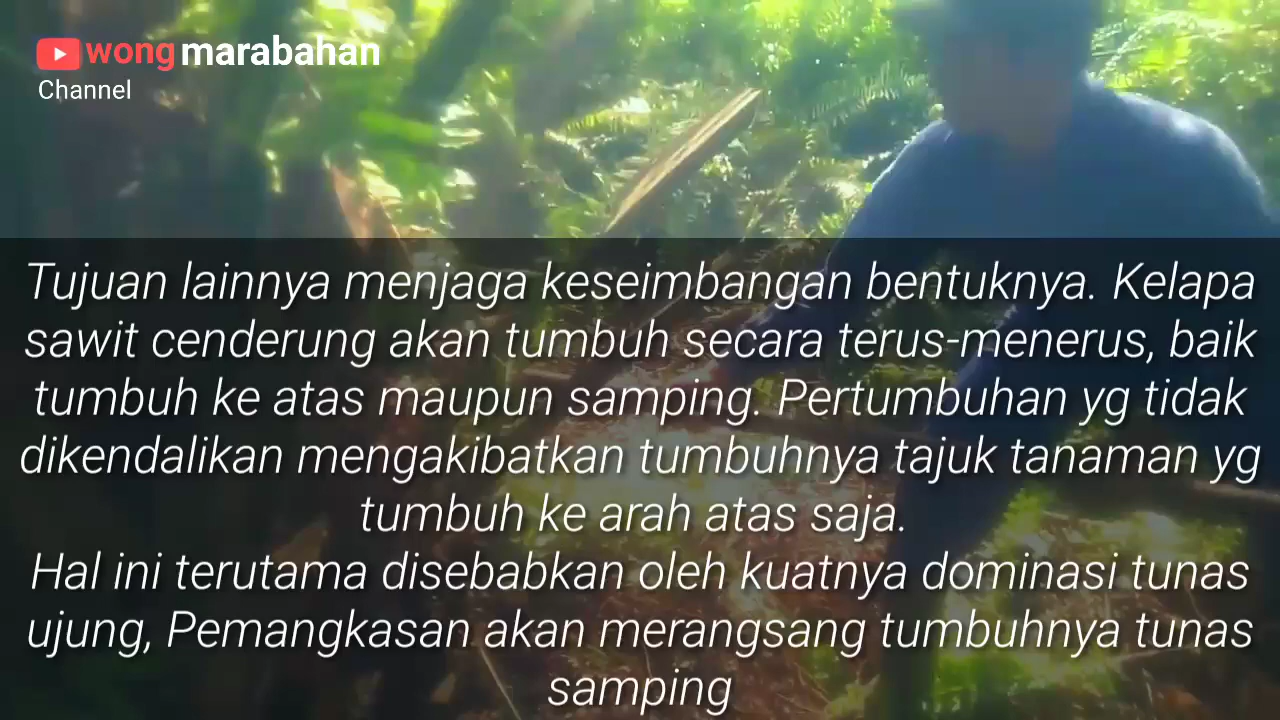 wong marabahan
Channel
Tujuan lainnya menjaga keseimbangan bentuknya. Kelapa
sawit cenderung akan tumbuh secara terus-menerus, baik
tumbuh ke atas maupun samping. Pertumbuhan yg tidak
dikendalikan mengakibatkan tumbuhnya tajuk tanaman yg
tumbuh ke arah atas saja.
Hal ini terutama disebabkan oleh kuatnya dominasi tunas
ujung, Pemangkasan akan merangsang tumbuhnya tunas
samping